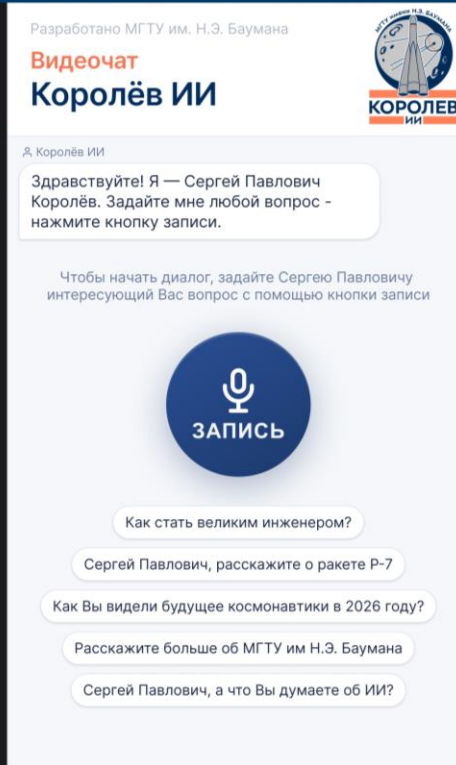 Разработано МГТУ им. Н.Э. Баумана
Видеочат
Королёв ИИ
МГТУ имени Н.Э. БАУМАНА
КОРОЛЕВ
ИИ
Королёв ИИ
Здравствуйте! Я — Сергей Павлович
Королёв. Задайте мне любой вопрос -
нажмите кнопку записи.
Чтобы начать диалог, задайте Сергею Павловичу
интересующий Вас вопрос с помощью кнопки записи
ЗАПИСЬ
Как стать великим инженером?
Сергей Павлович, расскажите о ракете Р-7
Как Вы видели будущее космонавтики в 2026 году?
Расскажите больше об МГТУ им Н.Э. Баумана
Сергей Павлович, а что Вы думаете об ИИ?